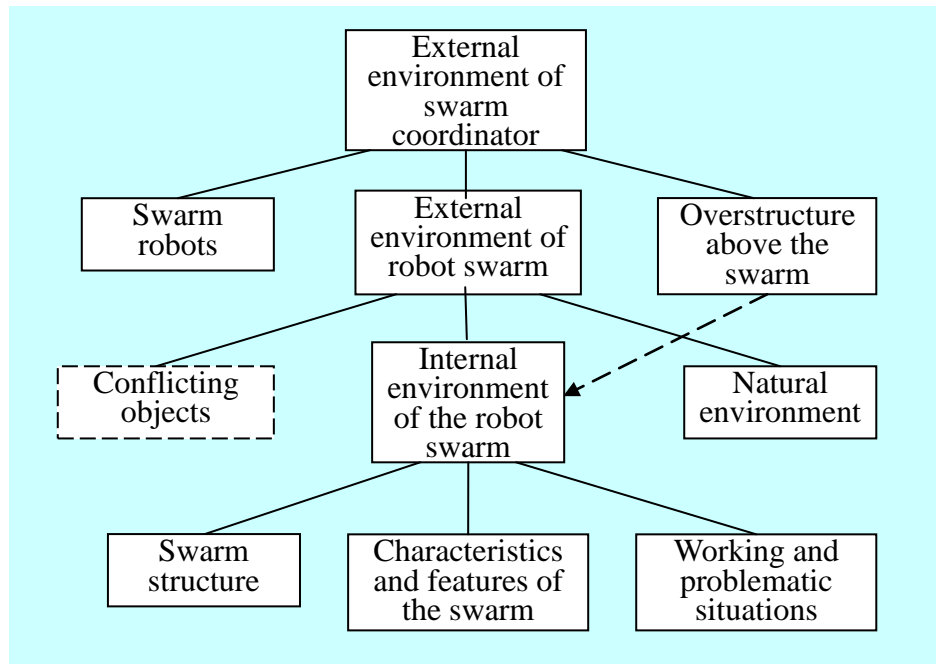 External
environment of
swarm
coordinator
Swarm
robots
External
environment of
robot swarm
Overstructure
above the
swarm
Conflicting
objects
Internal
environment
of the robot
swarm
Natural
environment
Swarm
structure
Characteristics
and features of
the swarm
Working and
problematic
situations